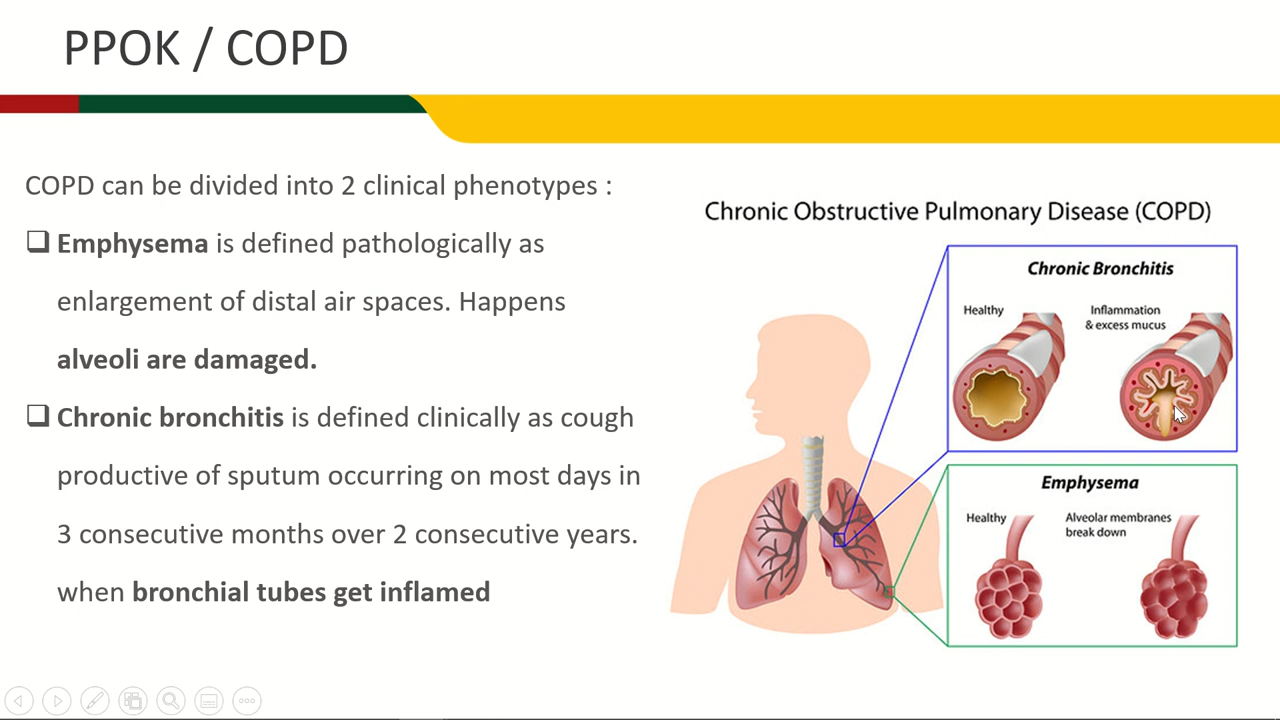 PPOK / COPD
COPD can be divided into 2 clinical phenotypes :
Emphysema is defined pathologically as
enlargement of distal air spaces. Happens
alveoli are damaged.
Chronic bronchitis is defined clinically as cough
productive of sputum occurring on most days in
3 consecutive months over 2 consecutive years.
when bronchial tubes get inflamed
Chronic Obstructive Pulmonary Disease (COPD)
Chronic Bronchitis
Healthy
Inflammation
& excess mucus
Emphysema
Healthy
Alveolar membranes
break down